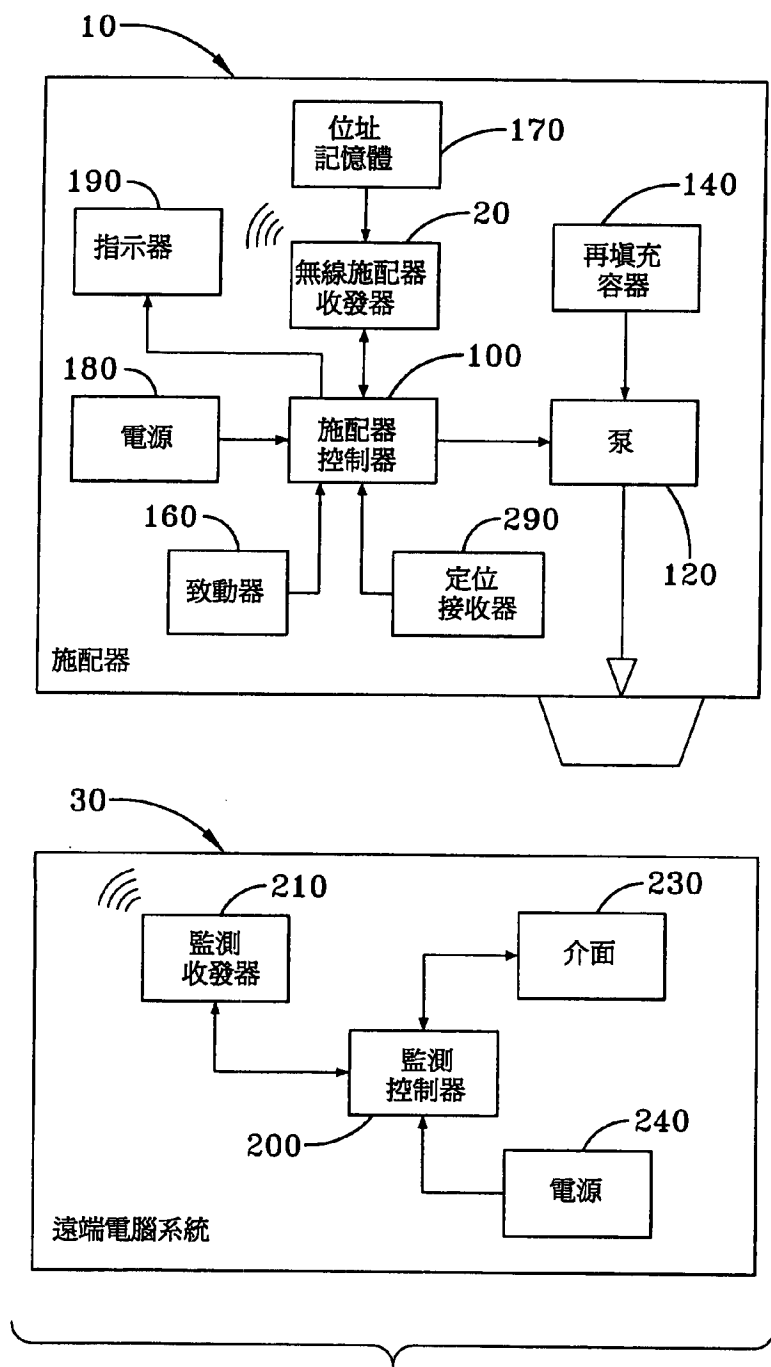 10
位址
記憶體
170
190
指示器
20
無線施配器
收發器
140
再填充
容器
180
電源
100
施配器
控制器
泵
120
160
致動器
290
定位
接收器
施配器
30
210
監測
收發器
230
介面
監測
控制器
200
240
電源
遠端電腦系統